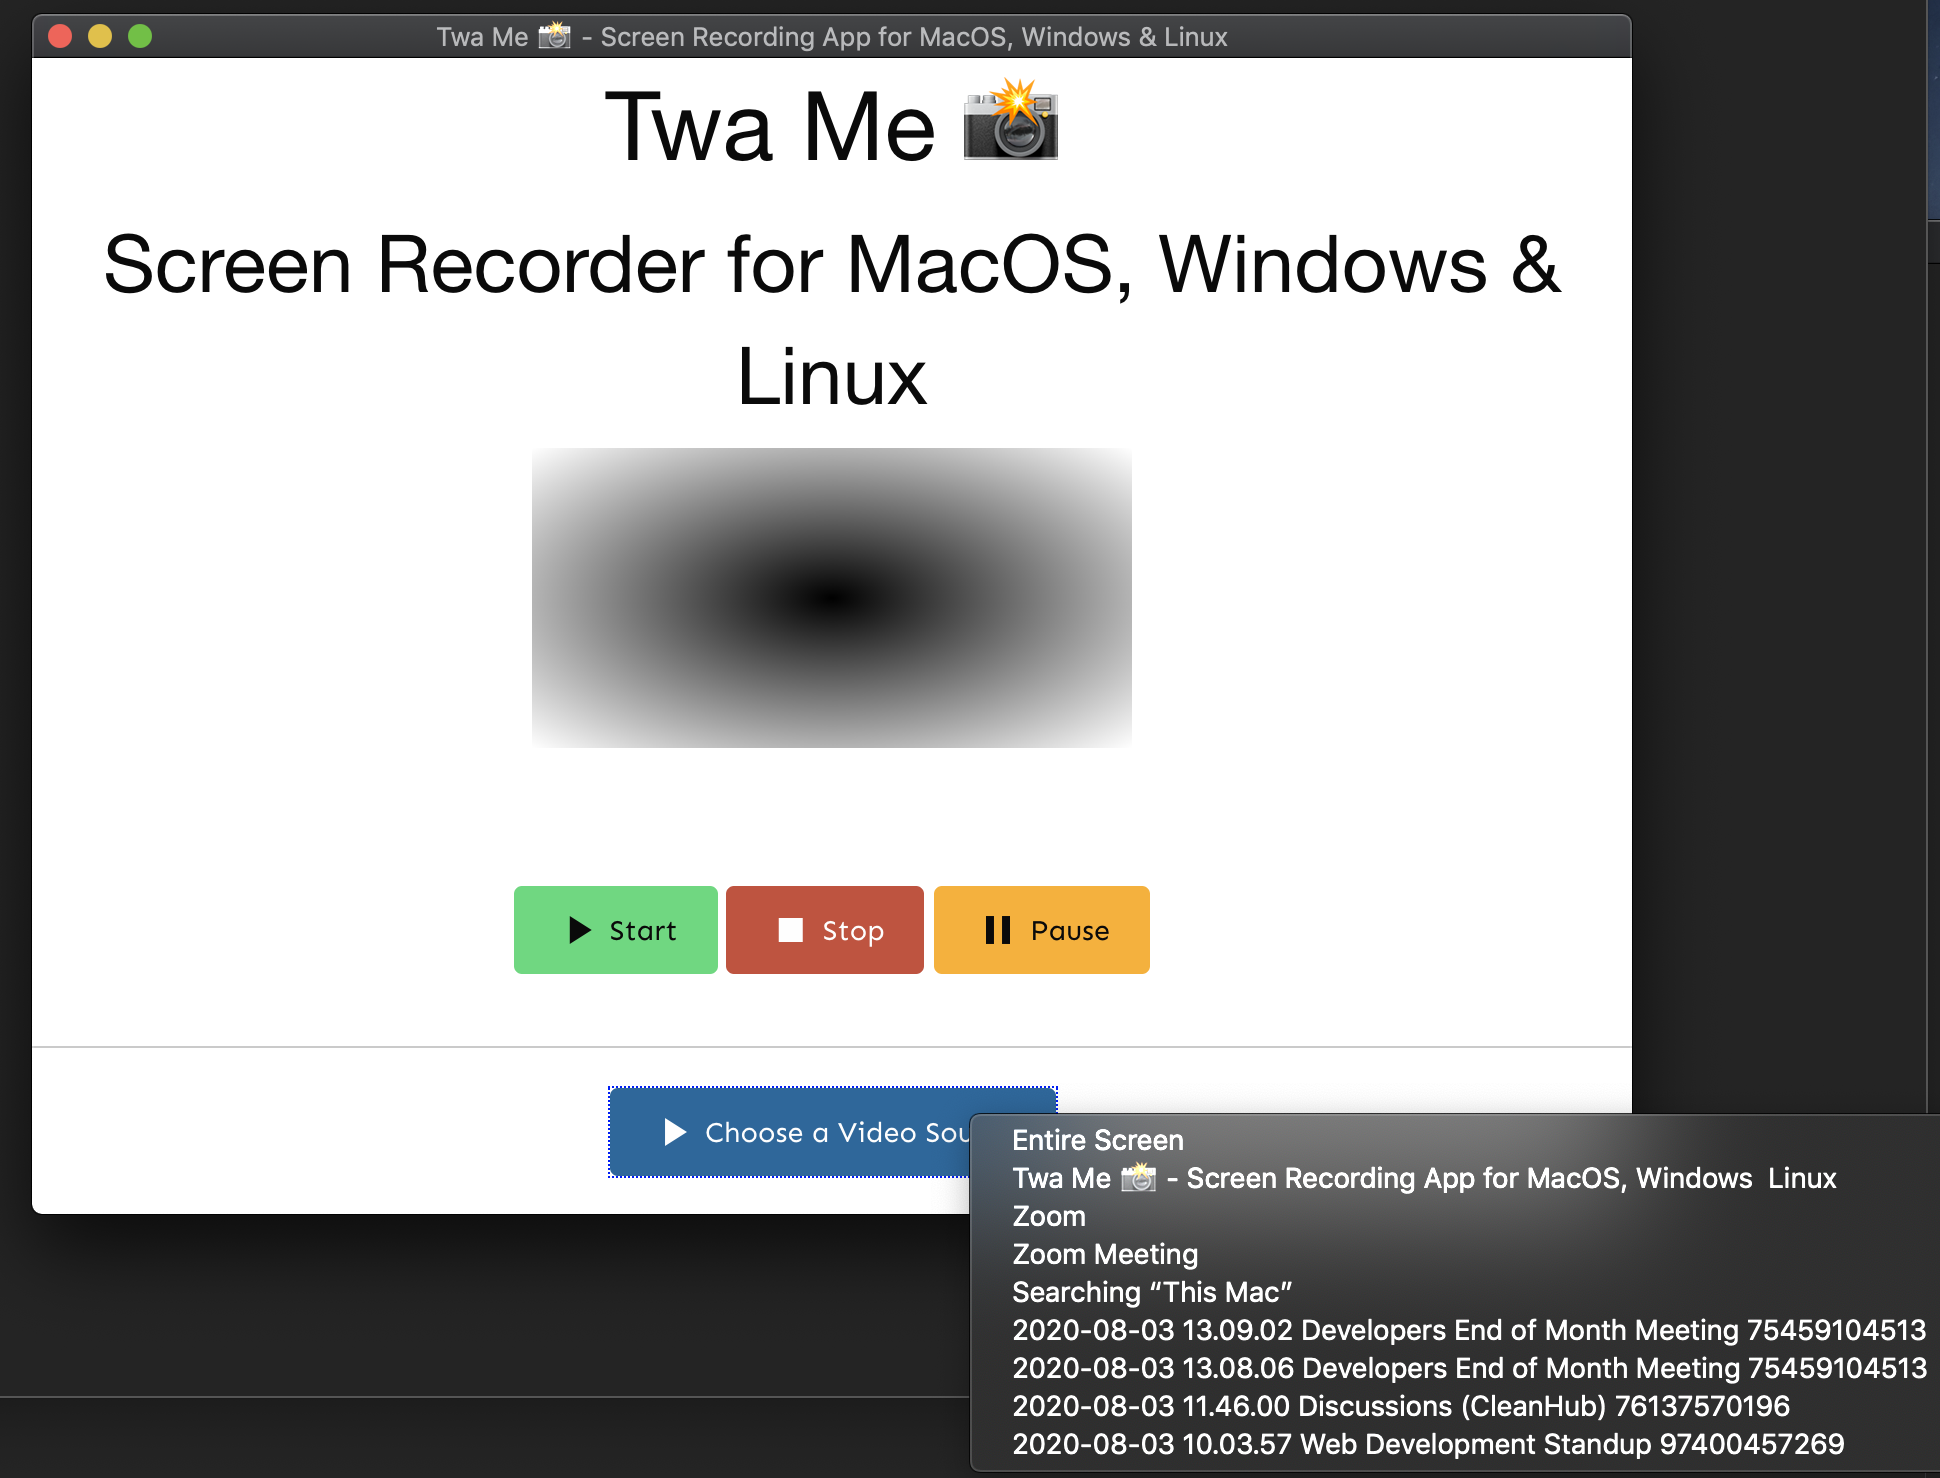 Twa Me 📸 - Screen Recording App for MacOS, Windows & Linux
Twa Me 📸
Screen Recorder for MacOS, Windows &
Linux
Start
Stop
Pause
Choose a Video Sou
Entire Screen
Twa Me 📸 - Screen Recording App for MacOS, Windows  Linux
Zoom
Zoom Meeting
Searching “This Mac”
2020-08-03 13.09.02 Developers End of Month Meeting 75459104513
2020-08-03 13.08.06 Developers End of Month Meeting 75459104513
2020-08-03 11.46.00 Discussions (CleanHub) 76137570196
2020-08-03 10.03.57 Web Development Standup 97400457269